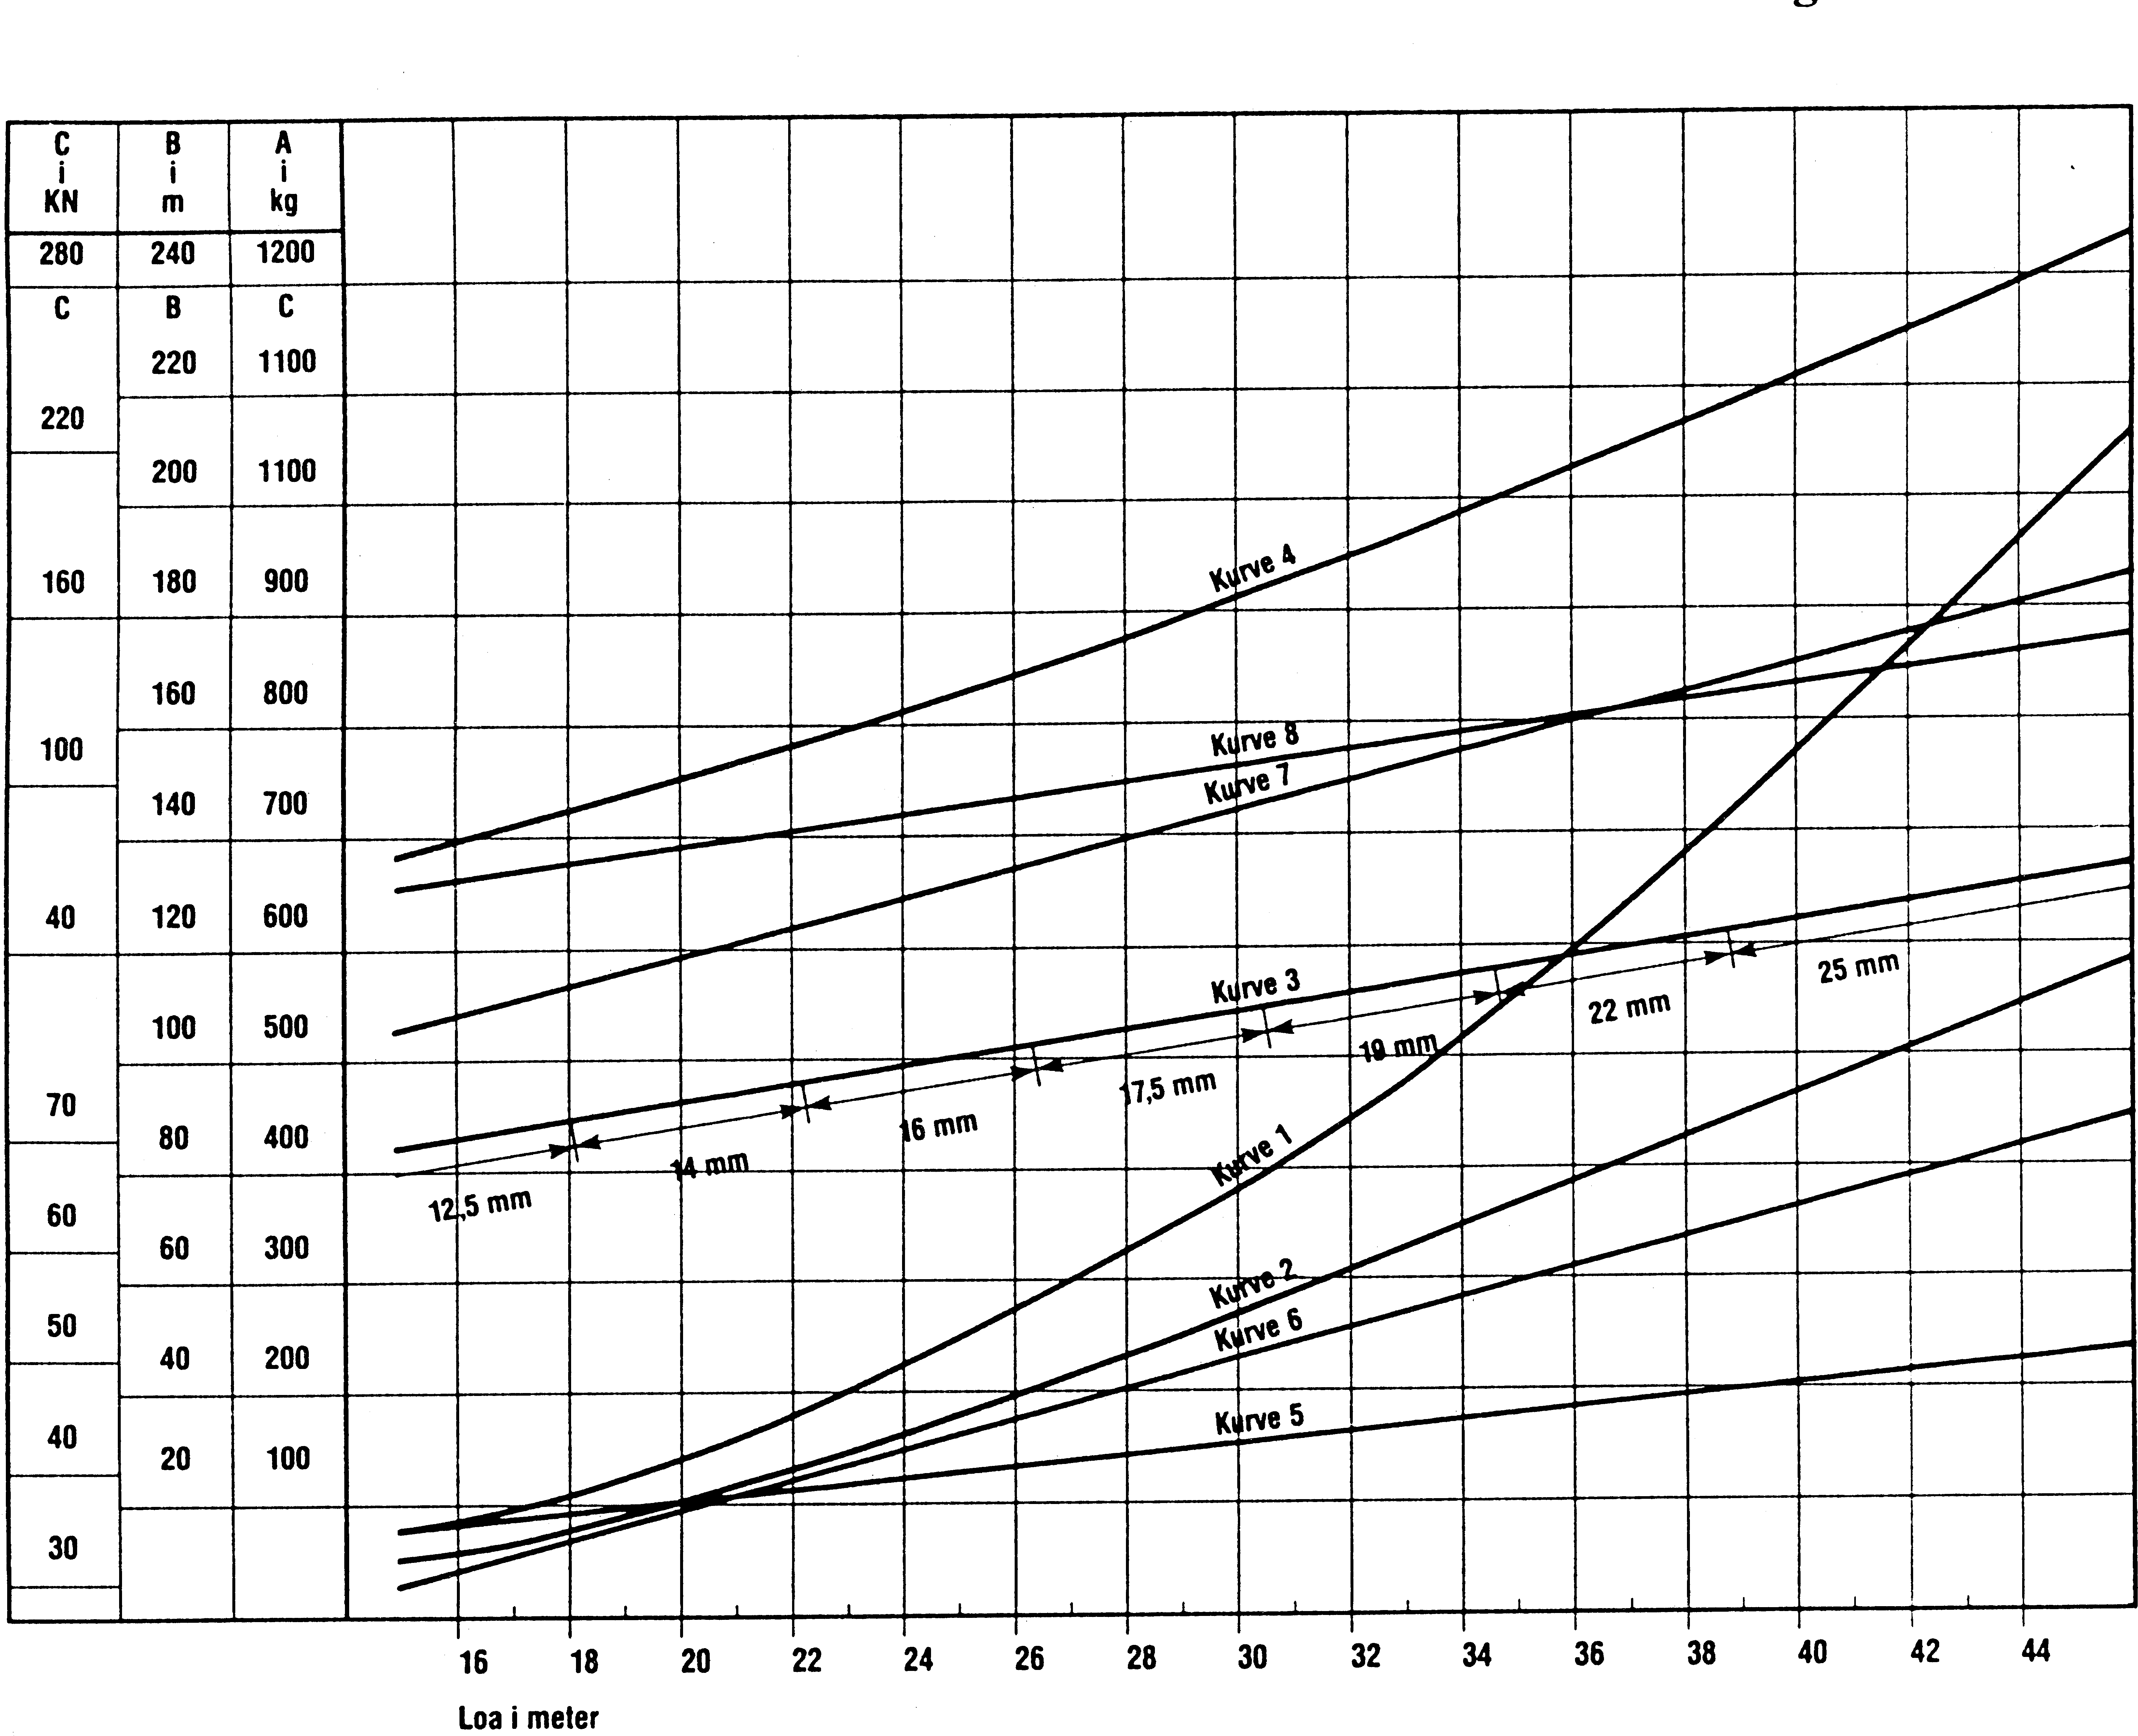 g
C i KN
B i m
A i kg
280 240 1200
C B C
220 1100
220
200 1100
160 180 900
160 800
100
140 700
40 120 600
100 500
70
80 400
60
60 300
50
40 200
40
20 100
30
Kurve 4
Kurve 8
Kurve 7
Kurve 3
25 mm
22 mm
19 mm
17,5 mm
16 mm
14 mm
12,5 mm
Kurve 1
Kurve 2
Kurve 6
Kurve 5
16 18 20 22 24 26 28 30 32 34 36 38 40 42 44
Loa i meter